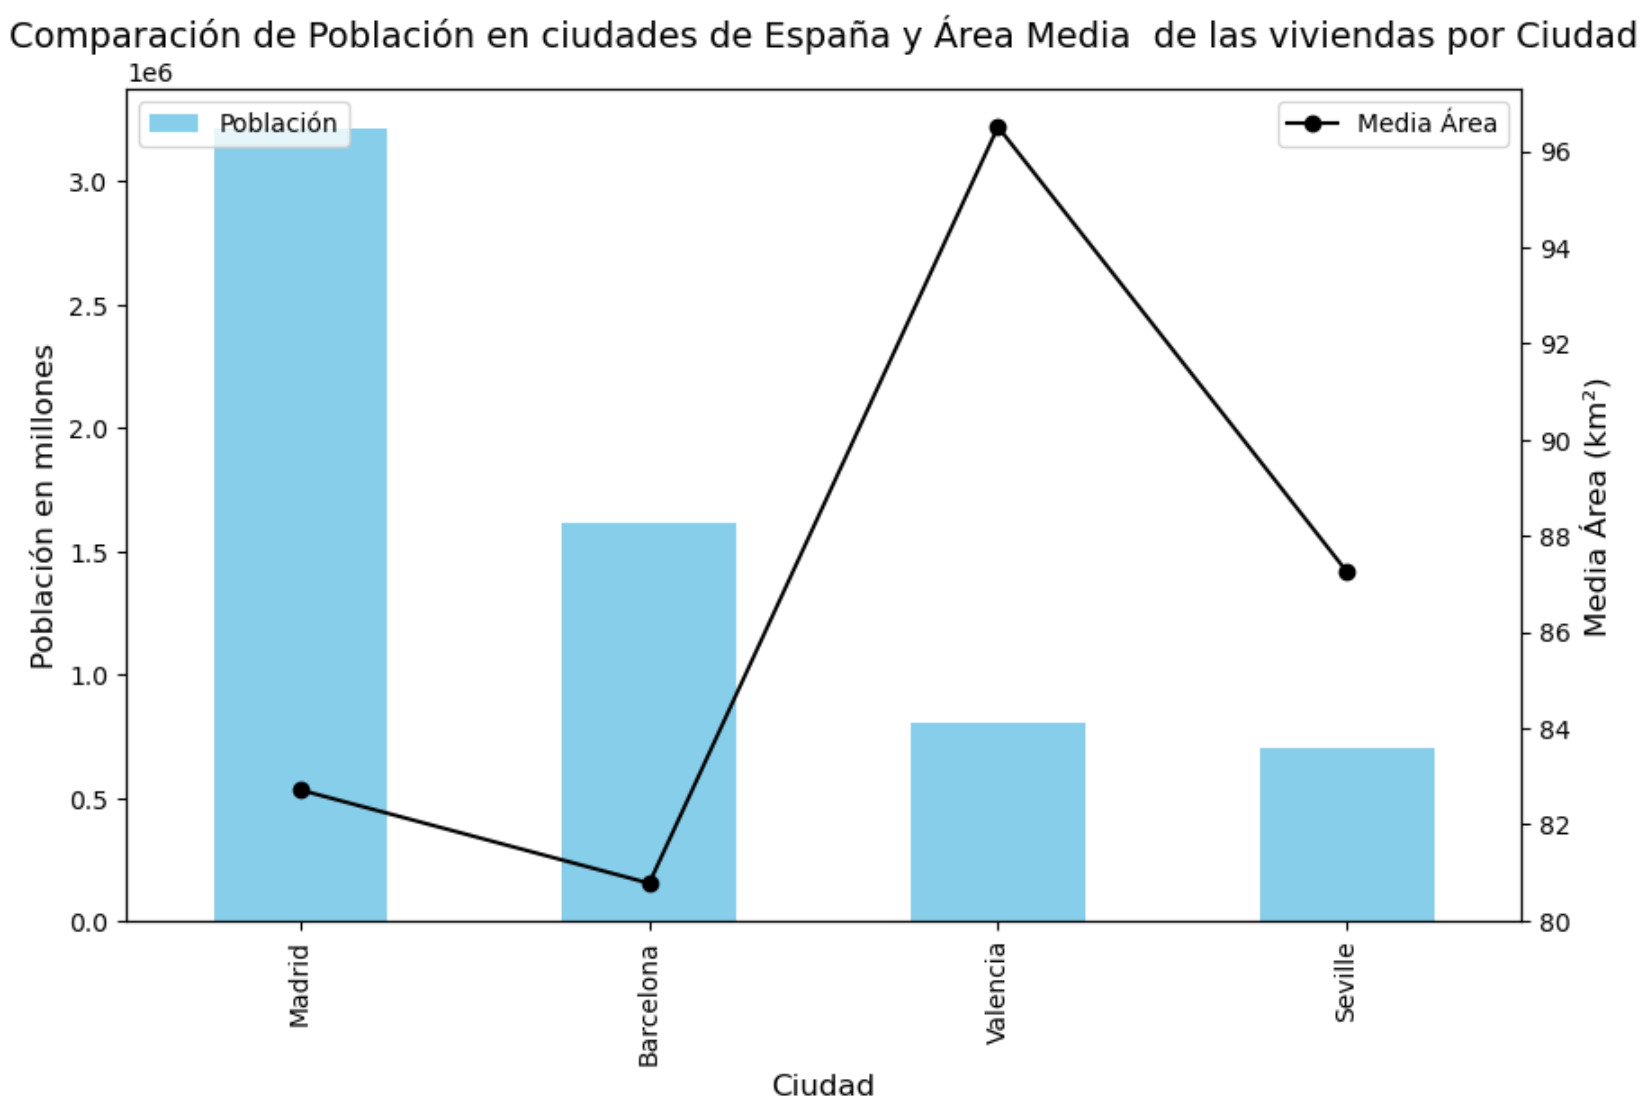 Comparación de Población en ciudades de España y Área Media  de las viviendas por Ciudad
1e6
Población
Media Área
3.0
2.5
2.0
1.5
1.0
0.5
0.0
Población en millones
96
94
92
90
88
86
84
82
80
Media Área (km²)
Madrid
Barcelona
Valencia
Seville
Ciudad